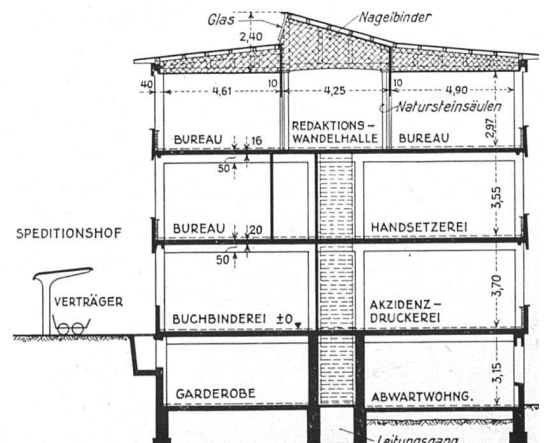 Glas
Nagelbinder
2,40
40
4,61
10
4,25
10
4,90
Natursteinsäulen
2,97
REDAKTIONS-
WANDELHALLE
BUREAU
16
BUREAU
50
3,55
BUREAU
20
HANDSETZEREI
SPEDITIONSHOF
50
VERTRÄGER
3,70
BUCHBINDEREI ±0
AKZIDENZ-
DRUCKEREI
3,15
GARDEROBE
ABWARTWOHNG.
Leitungsgang